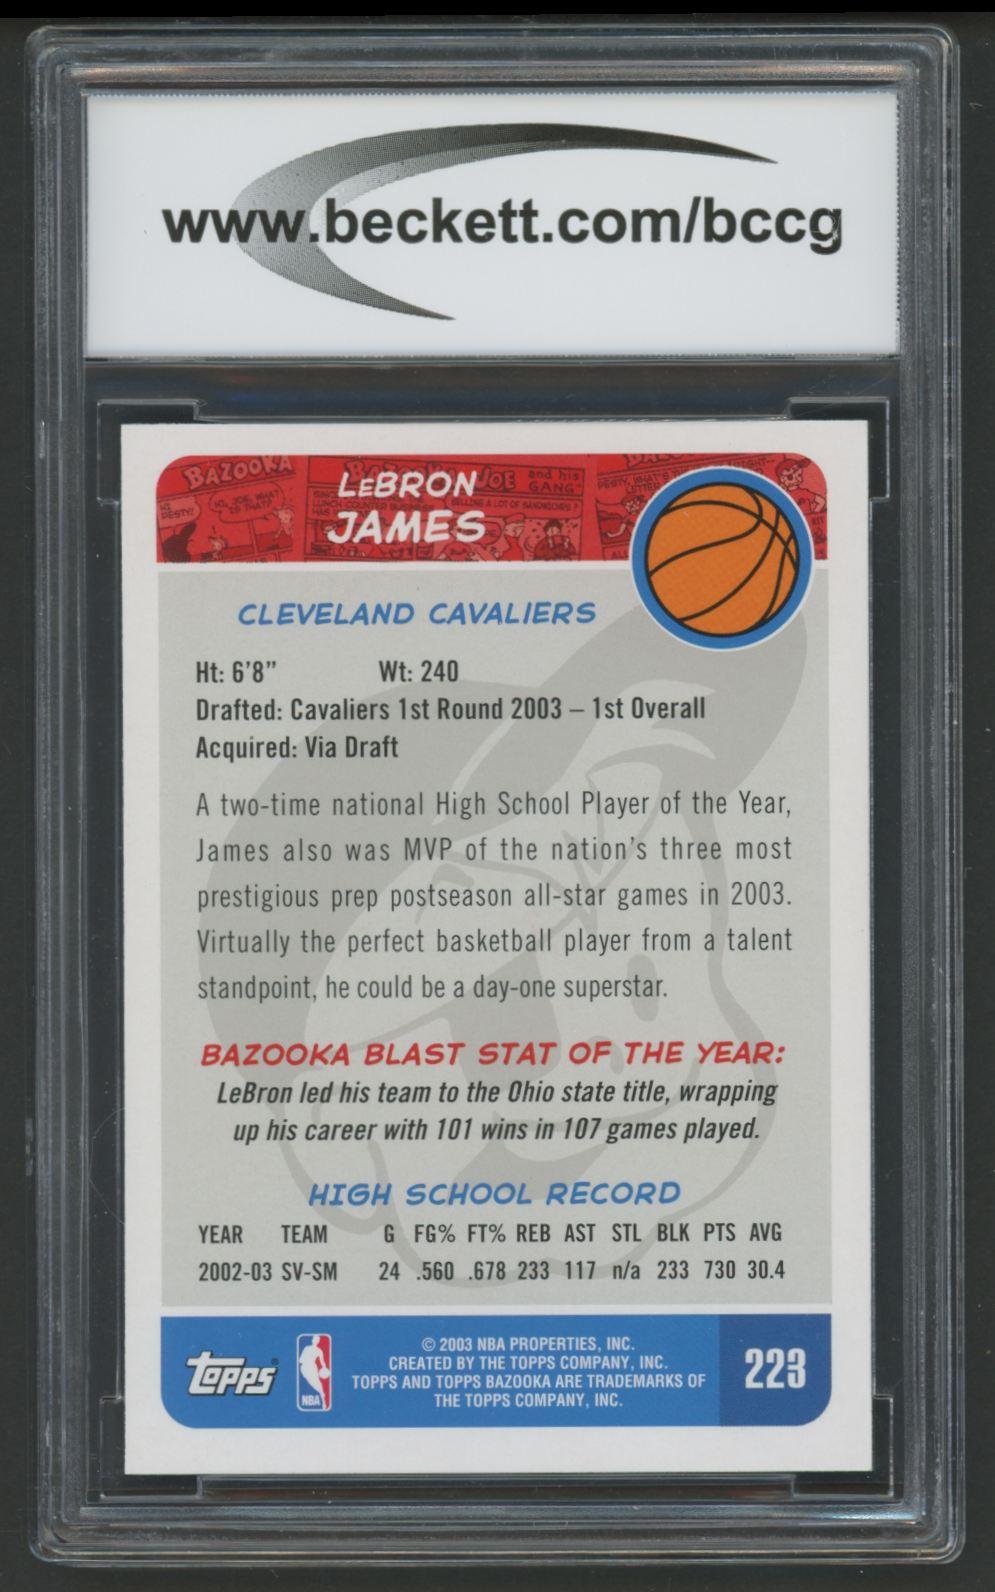 www.beckett.com/bccg
BAZOOKA
BAZOOKA JOE and his GANG
LEBRON
JAMES
CLEVELAND CAVALIERS
Ht: 6'8" Wt: 240
Drafted: Cavaliers 1st Round 2003 – 1st Overall
Acquired: Via Draft
A two-time national High School Player of the Year,
James also was MVP of the nation's three most
prestigious prep postseason all-star games in 2003.
Virtually the perfect basketball player from a talent
standpoint, he could be a day-one superstar.
BAZOOKA BLAST STAT OF THE YEAR:
LeBron led his team to the Ohio state title, wrapping
up his career with 101 wins in 107 games played.
HIGH SCHOOL RECORD
YEAR TEAM G FG% FT% REB AST STL BLK PTS AVG
2002-03 SV-SM 24 .560 .678 233 117 n/a 233 730 30.4
Topps
NBA
© 2003 NBA PROPERTIES, INC.
CREATED BY THE TOPPS COMPANY, INC.
TOPPS AND TOPPS BAZOOKA ARE TRADEMARKS OF
THE TOPPS COMPANY, INC.
223